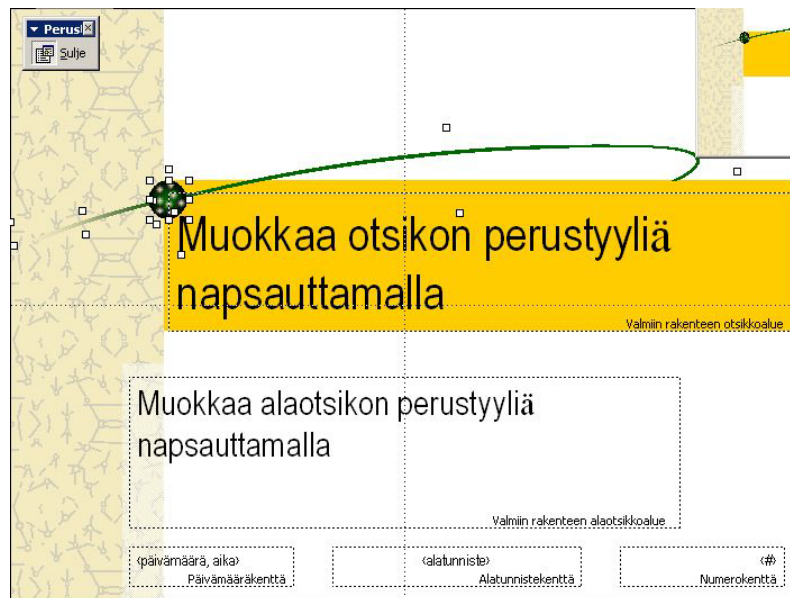 Perus
Sulje
Muokkaa otsikon perustyyliä
napsauttamalla
Valmiin rakenteen otsikkoalue
Muokkaa alaotsikon perustyyliä
napsauttamalla
Valmiin rakenteen alaotsikkoalue
‹päivämäärä, aika›
Päivämääräkenttä
‹alatunniste›
Alatunnistekenttä
‹#›
Numerokenttä